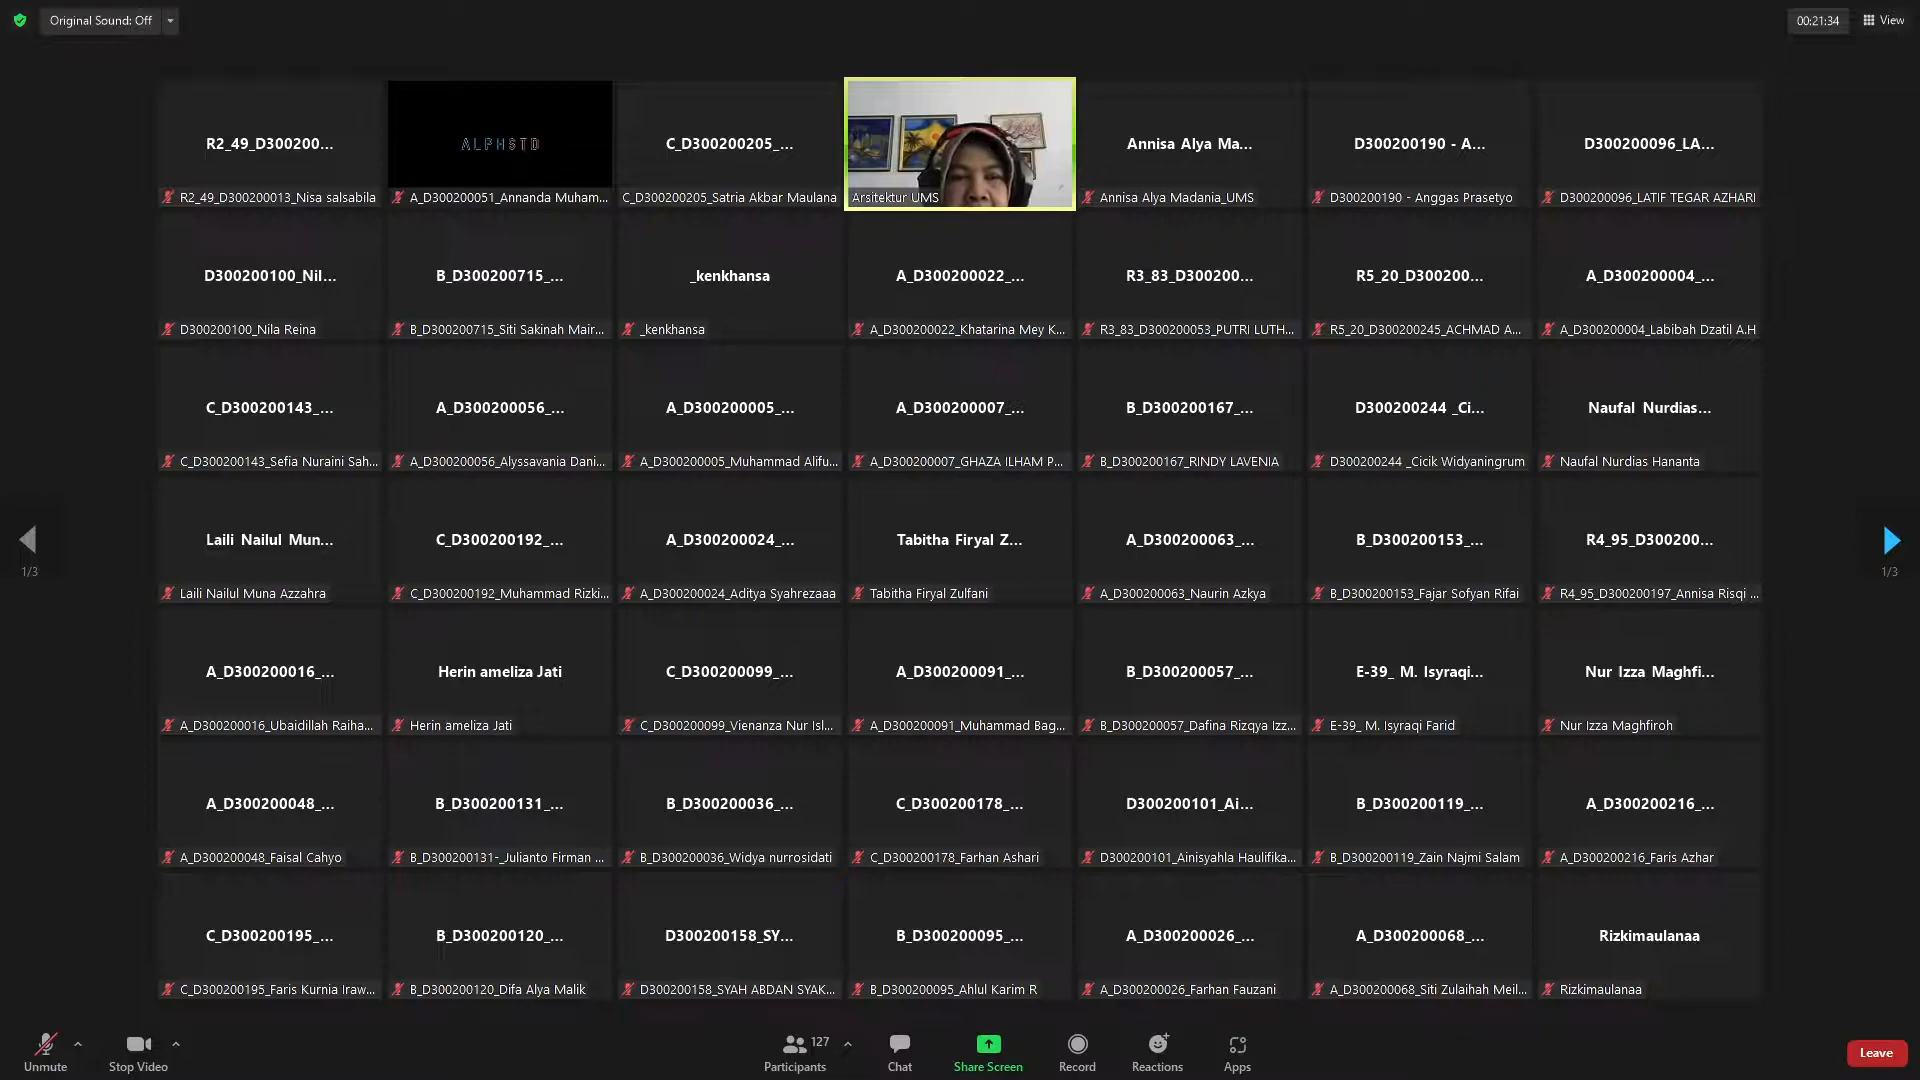 Original Sound: Off
00:21:34
View
R2_49_D300200...
ALPHSTD
C_D300200205_...
Annisa Alya Ma...
D300200190 - A...
D300200096_LA...
R2_49_D300200013_Nisa salsabila
A_D300200051_Annanda Muham...
C_D300200205_Satria Akbar Maulana
Arsitektur UMS
Annisa Alya Madania_UMS
D300200190 - Anggas Prasetyo
D300200096_LATIF TEGAR AZHARI
D300200100_Nil...
B_D300200715_...
_kenkhansa
A_D300200022_...
R3_83_D300200...
R5_20_D300200...
A_D300200004_...
D300200100_Nila Reina
B_D300200715_Siti Sakinah Mair...
_kenkhansa
A_D300200022_Khatarina Mey K...
R3_83_D300200053_PUTRI LUTH...
R5_20_D300200245_ACHMAD A...
A_D300200004_Labibah Dzatil A.H
C_D300200143_...
A_D300200056_...
A_D300200005_...
A_D300200007_...
B_D300200167_...
D300200244 _Ci...
Naufal Nurdias...
C_D300200143_Sefia Nuraini Sah...
A_D300200056_Alyssavania Dani...
A_D300200005_Muhammad Alifu...
A_D300200007_GHAZA ILHAM P...
B_D300200167_RINDY LAVENIA
D300200244 _Cicik Widyaningrum
Naufal Nurdias Hananta
Laili Nailul Mun...
C_D300200192_...
A_D300200024_...
Tabitha Firyal Z...
A_D300200063_...
B_D300200153_...
R4_95_D300200...
1/3
1/3
Laili Nailul Muna Azzahra
C_D300200192_Muhammad Rizki...
A_D300200024_Aditya Syahrezaaa
Tabitha Firyal Zulfani
A_D300200063_Naurin Azkya
B_D300200153_Fajar Sofyan Rifai
R4_95_D300200197_Annisa Risqi ...
A_D300200016_...
Herin ameliza Jati
C_D300200099_...
A_D300200091_...
B_D300200057_...
E-39_ M. Isyraqi...
Nur Izza Maghfi...
A_D300200016_Ubaidillah Raiha...
Herin ameliza Jati
C_D300200099_Vienanza Nur Isl...
A_D300200091_Muhammad Bag...
B_D300200057_Dafina Rizqya Izz...
E-39_ M. Isyraqi Farid
Nur Izza Maghfiroh
A_D300200048_...
B_D300200131_...
B_D300200036_...
C_D300200178_...
D300200101_Ai...
B_D300200119_...
A_D300200216_...
A_D300200048_Faisal Cahyo
B_D300200131-_Julianto Firman ...
B_D300200036_Widya nurrosidati
C_D300200178_Farhan Ashari
D300200101_Ainisyahla Haulifika...
B_D300200119_Zain Najmi Salam
A_D300200216_Faris Azhar
C_D300200195_...
B_D300200120_...
D300200158_SY...
B_D300200095_...
A_D300200026_...
A_D300200068_...
Rizkimaulanaa
C_D300200195_Faris Kurnia Iraw...
B_D300200120_Difa Alya Malik
D300200158_SYAH ABDAN SYAK...
B_D300200095_Ahlul Karim R
A_D300200026_Farhan Fauzani
A_D300200068_Siti Zulaihah Meil...
Rizkimaulanaa
127
Unmute
Stop Video
Participants
Chat
Share Screen
Record
Reactions
Apps
Leave